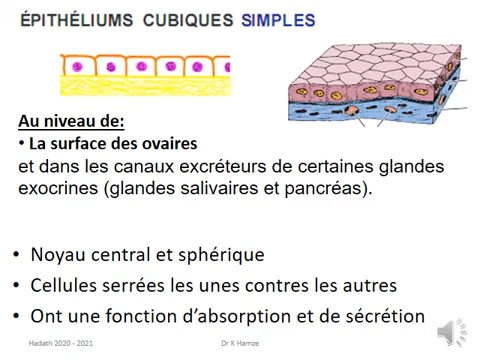 ÉPITHÉLIUMS CUBIQUES SIMPLES
Au niveau de:
• La surface des ovaires
et dans les canaux excréteurs de certaines glandes
exocrines (glandes salivaires et pancréas).
• Noyau central et sphérique
• Cellules serrées les unes contres les autres
• Ont une fonction d’absorption et de sécrétion
Hadath 2020 - 2021
Dr K Hamze